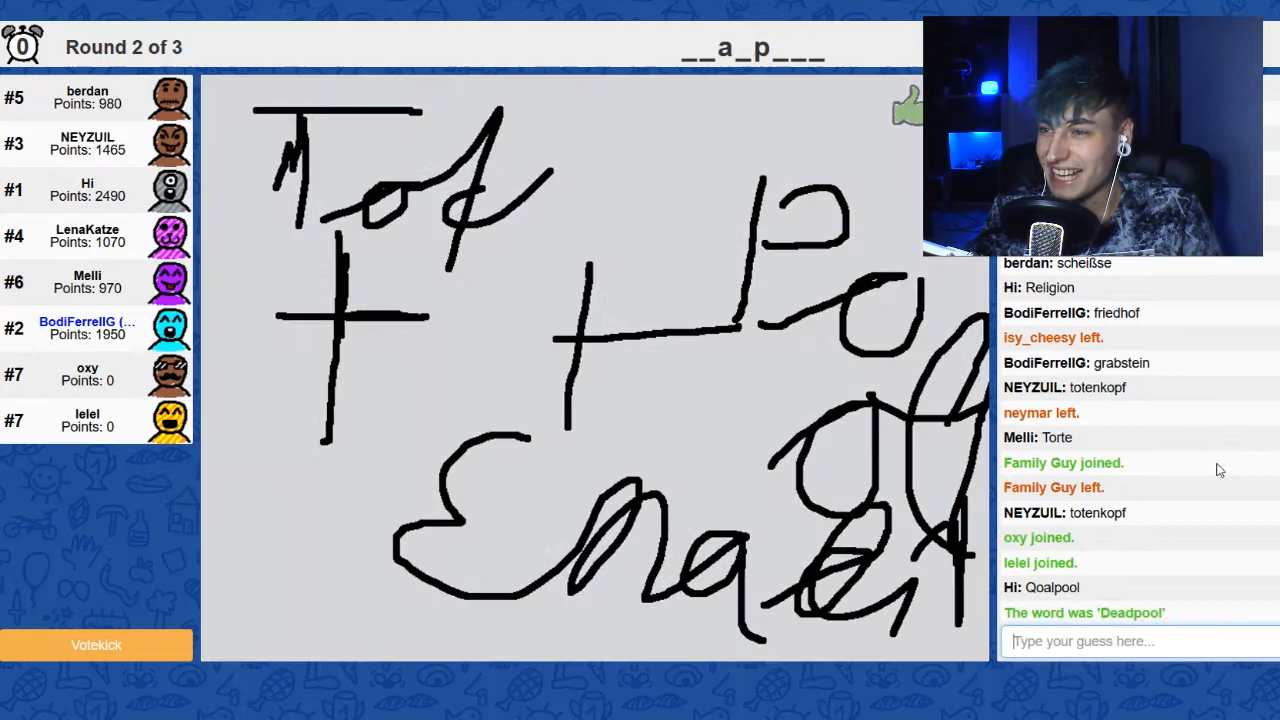 0
Round 2 of 3
__a_p___
#5 berdan
Points: 980
#3 NEYZUIL
Points: 1465
#1 Hi
Points: 2490
#4 LenaKatze
Points: 1070
#6 Melli
Points: 970
#2 BodiFerrellG (...
Points: 1950
#7 oxy
Points: 0
#7 lelel
Points: 0
Votekick
Tod
berdan: scheißse
Hi: Religion
BodiFerrellG: friedhof
isy_cheesy left.
BodiFerrellG: grabstein
NEYZUIL: totenkopf
neymar left.
Melli: Torte
Family Guy joined.
Family Guy left.
NEYZUIL: totenkopf
oxy joined.
lelel joined.
Hi: Qoalpool
The word was 'Deadpool'
Type your guess here...